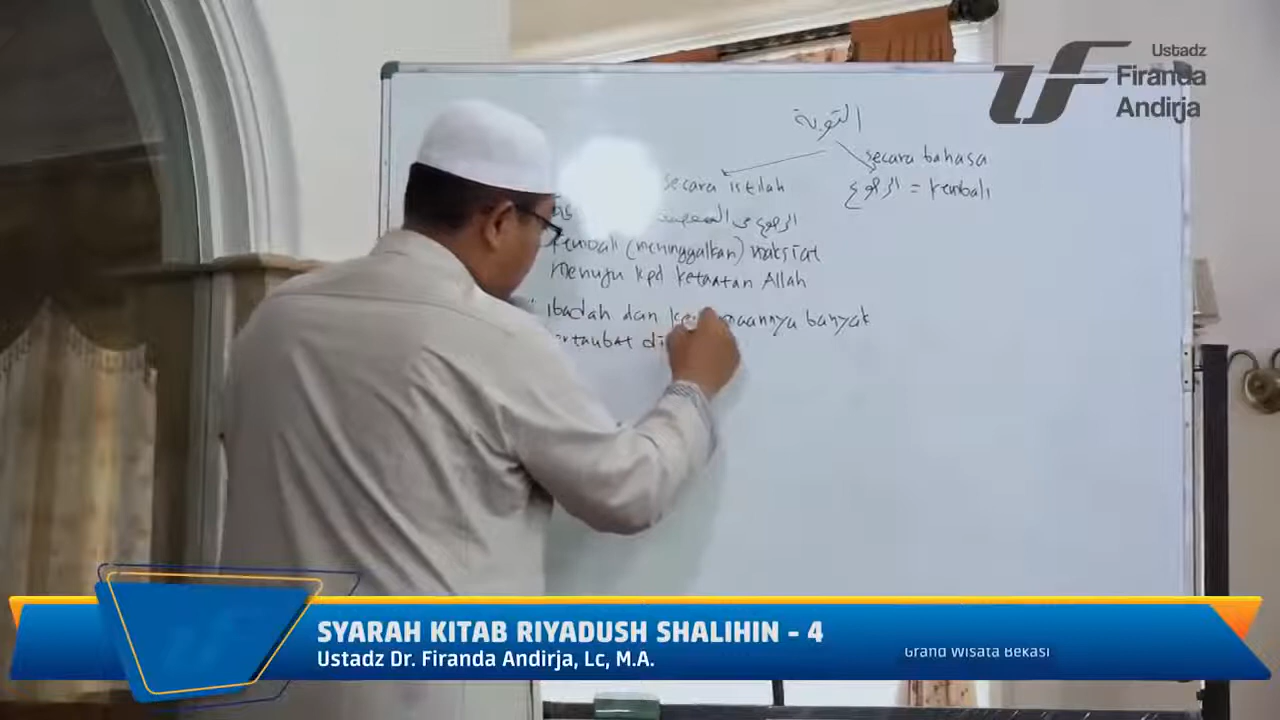 Ustadz
Firanda
Andirja
التوبة
secara bahasa
الرجوع = kembali
secara istilah
الرجوع من المعصية
kembali (meninggalkan) maksiat
menuju kpd ketaatan Allah
ibadah dan banyak
SYARAH KITAB RIYADUSH SHALIHIN - 4
Ustadz Dr. Firanda Andirja, Lc, M.A.
Grand Wisata Bekasi